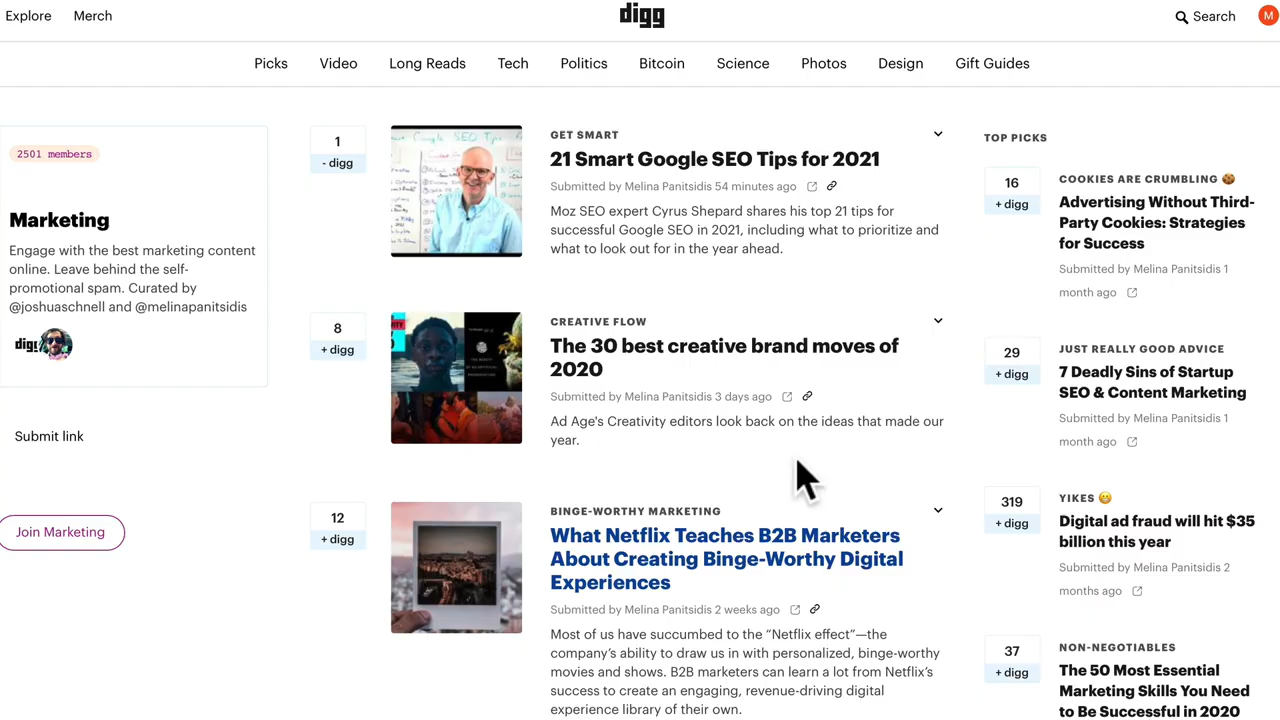 Explore
Merch
digg
Search
M
Picks
Video
Long Reads
Tech
Politics
Bitcoin
Science
Photos
Design
Gift Guides
2501 members
Marketing
Engage with the best marketing content
online. Leave behind the self-
promotional spam. Curated by
@joshuaschnell and @melinapanitsidis
Submit link
Join Marketing
1
- digg
GET SMART
21 Smart Google SEO Tips for 2021
Submitted by Melina Panitsidis 54 minutes ago
Moz SEO expert Cyrus Shepard shares his top 21 tips for
successful Google SEO in 2021, including what to prioritize and
what to look out for in the year ahead.
8
+ digg
CREATIVE FLOW
The 30 best creative brand moves of
2020
Submitted by Melina Panitsidis 3 days ago
Ad Age's Creativity editors look back on the ideas that made our
year.
12
+ digg
BINGE-WORTHY MARKETING
What Netflix Teaches B2B Marketers
About Creating Binge-Worthy Digital
Experiences
Submitted by Melina Panitsidis 2 weeks ago
Most of us have succumbed to the “Netflix effect”—the
company’s ability to draw us in with personalized, binge-worthy
movies and shows. B2B marketers can learn a lot from Netflix’s
success to create an engaging, revenue-driving digital
experience library of their own.
TOP PICKS
16
+ digg
COOKIES ARE CRUMBLING 🍪
Advertising Without Third-
Party Cookies: Strategies
for Success
Submitted by Melina Panitsidis 1
month ago
29
+ digg
JUST REALLY GOOD ADVICE
7 Deadly Sins of Startup
SEO & Content Marketing
Submitted by Melina Panitsidis 1
month ago
319
+ digg
YIKES 😬
Digital ad fraud will hit $35
billion this year
Submitted by Melina Panitsidis 2
months ago
37
+ digg
NON-NEGOTIABLES
The 50 Most Essential
Marketing Skills You Need
to Be Successful in 2020